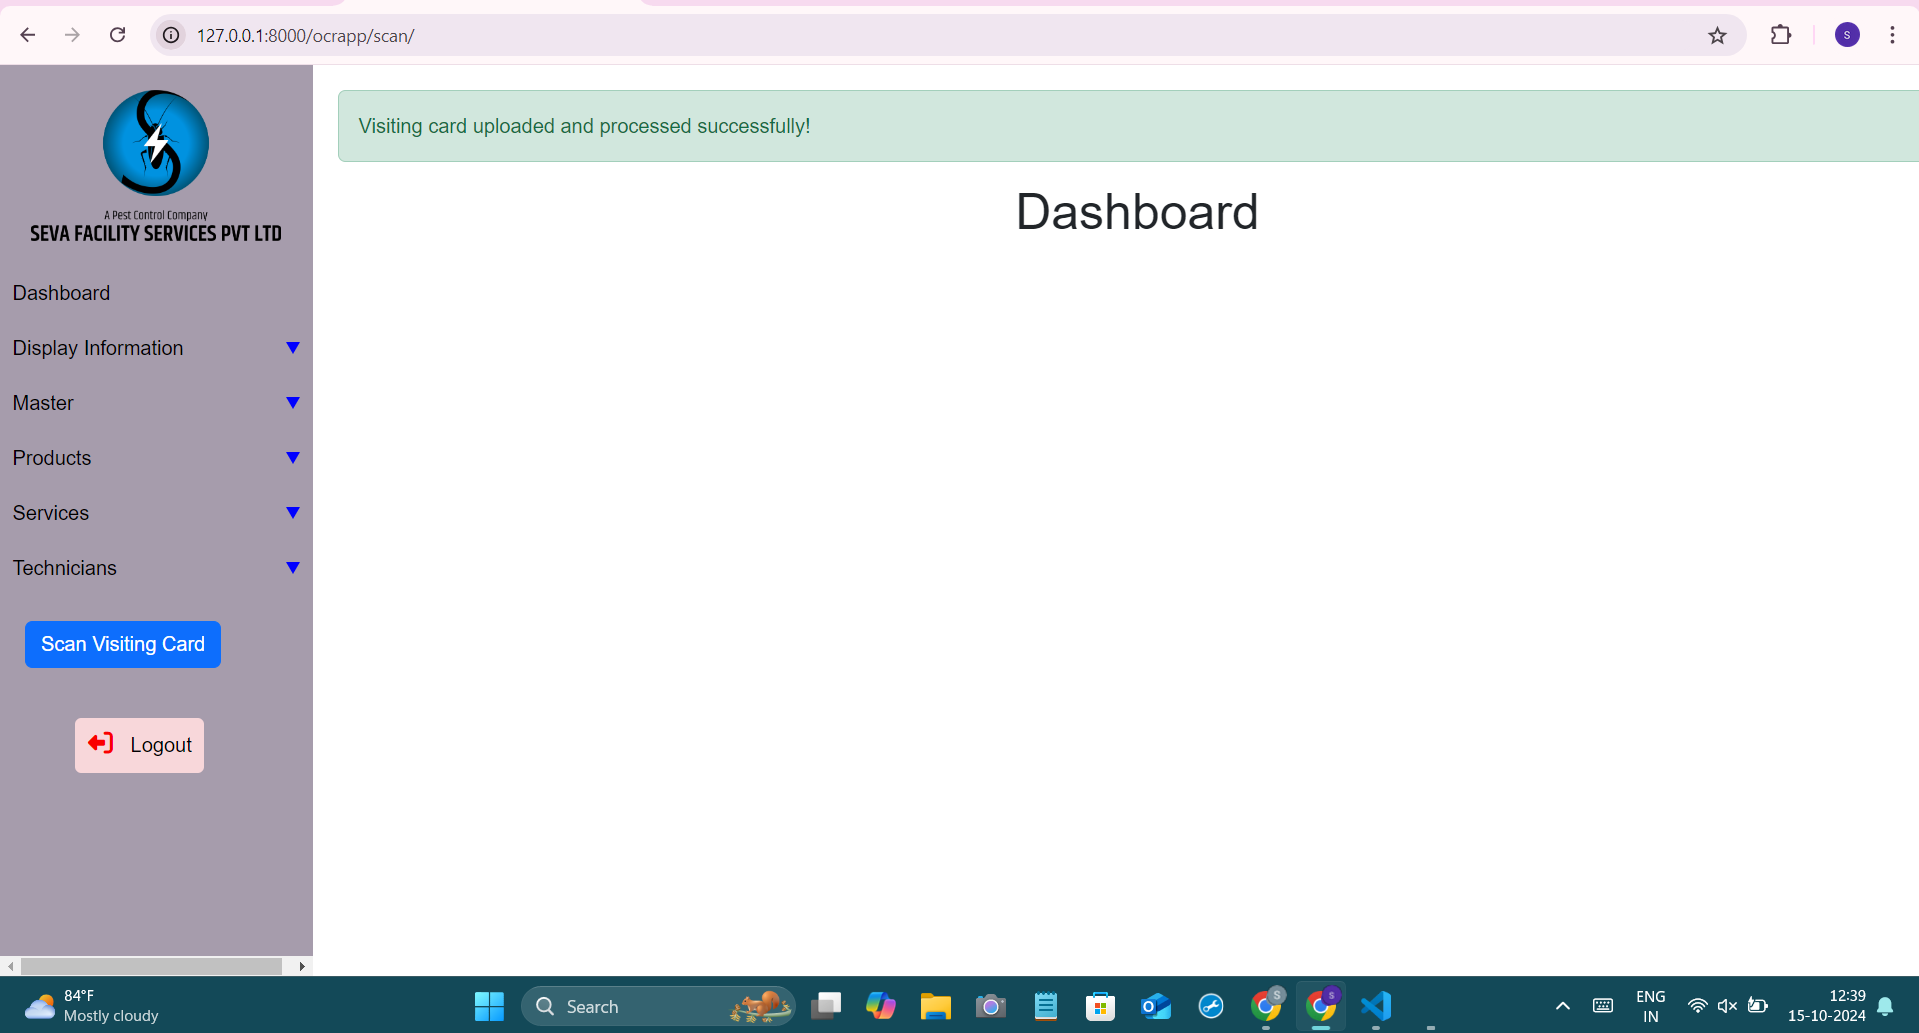 127.0.0.1:8000/ocrapp/scan/
S
A Pest Control Company
SEVA FACILITY SERVICES PVT LTD
Dashboard
Display Information
Master
Products
Services
Technicians
Scan Visiting Card
Logout
Visiting card uploaded and processed successfully!
Dashboard
84°F
Mostly cloudy
Search
S
S
ENG
IN
12:39
15-10-2024